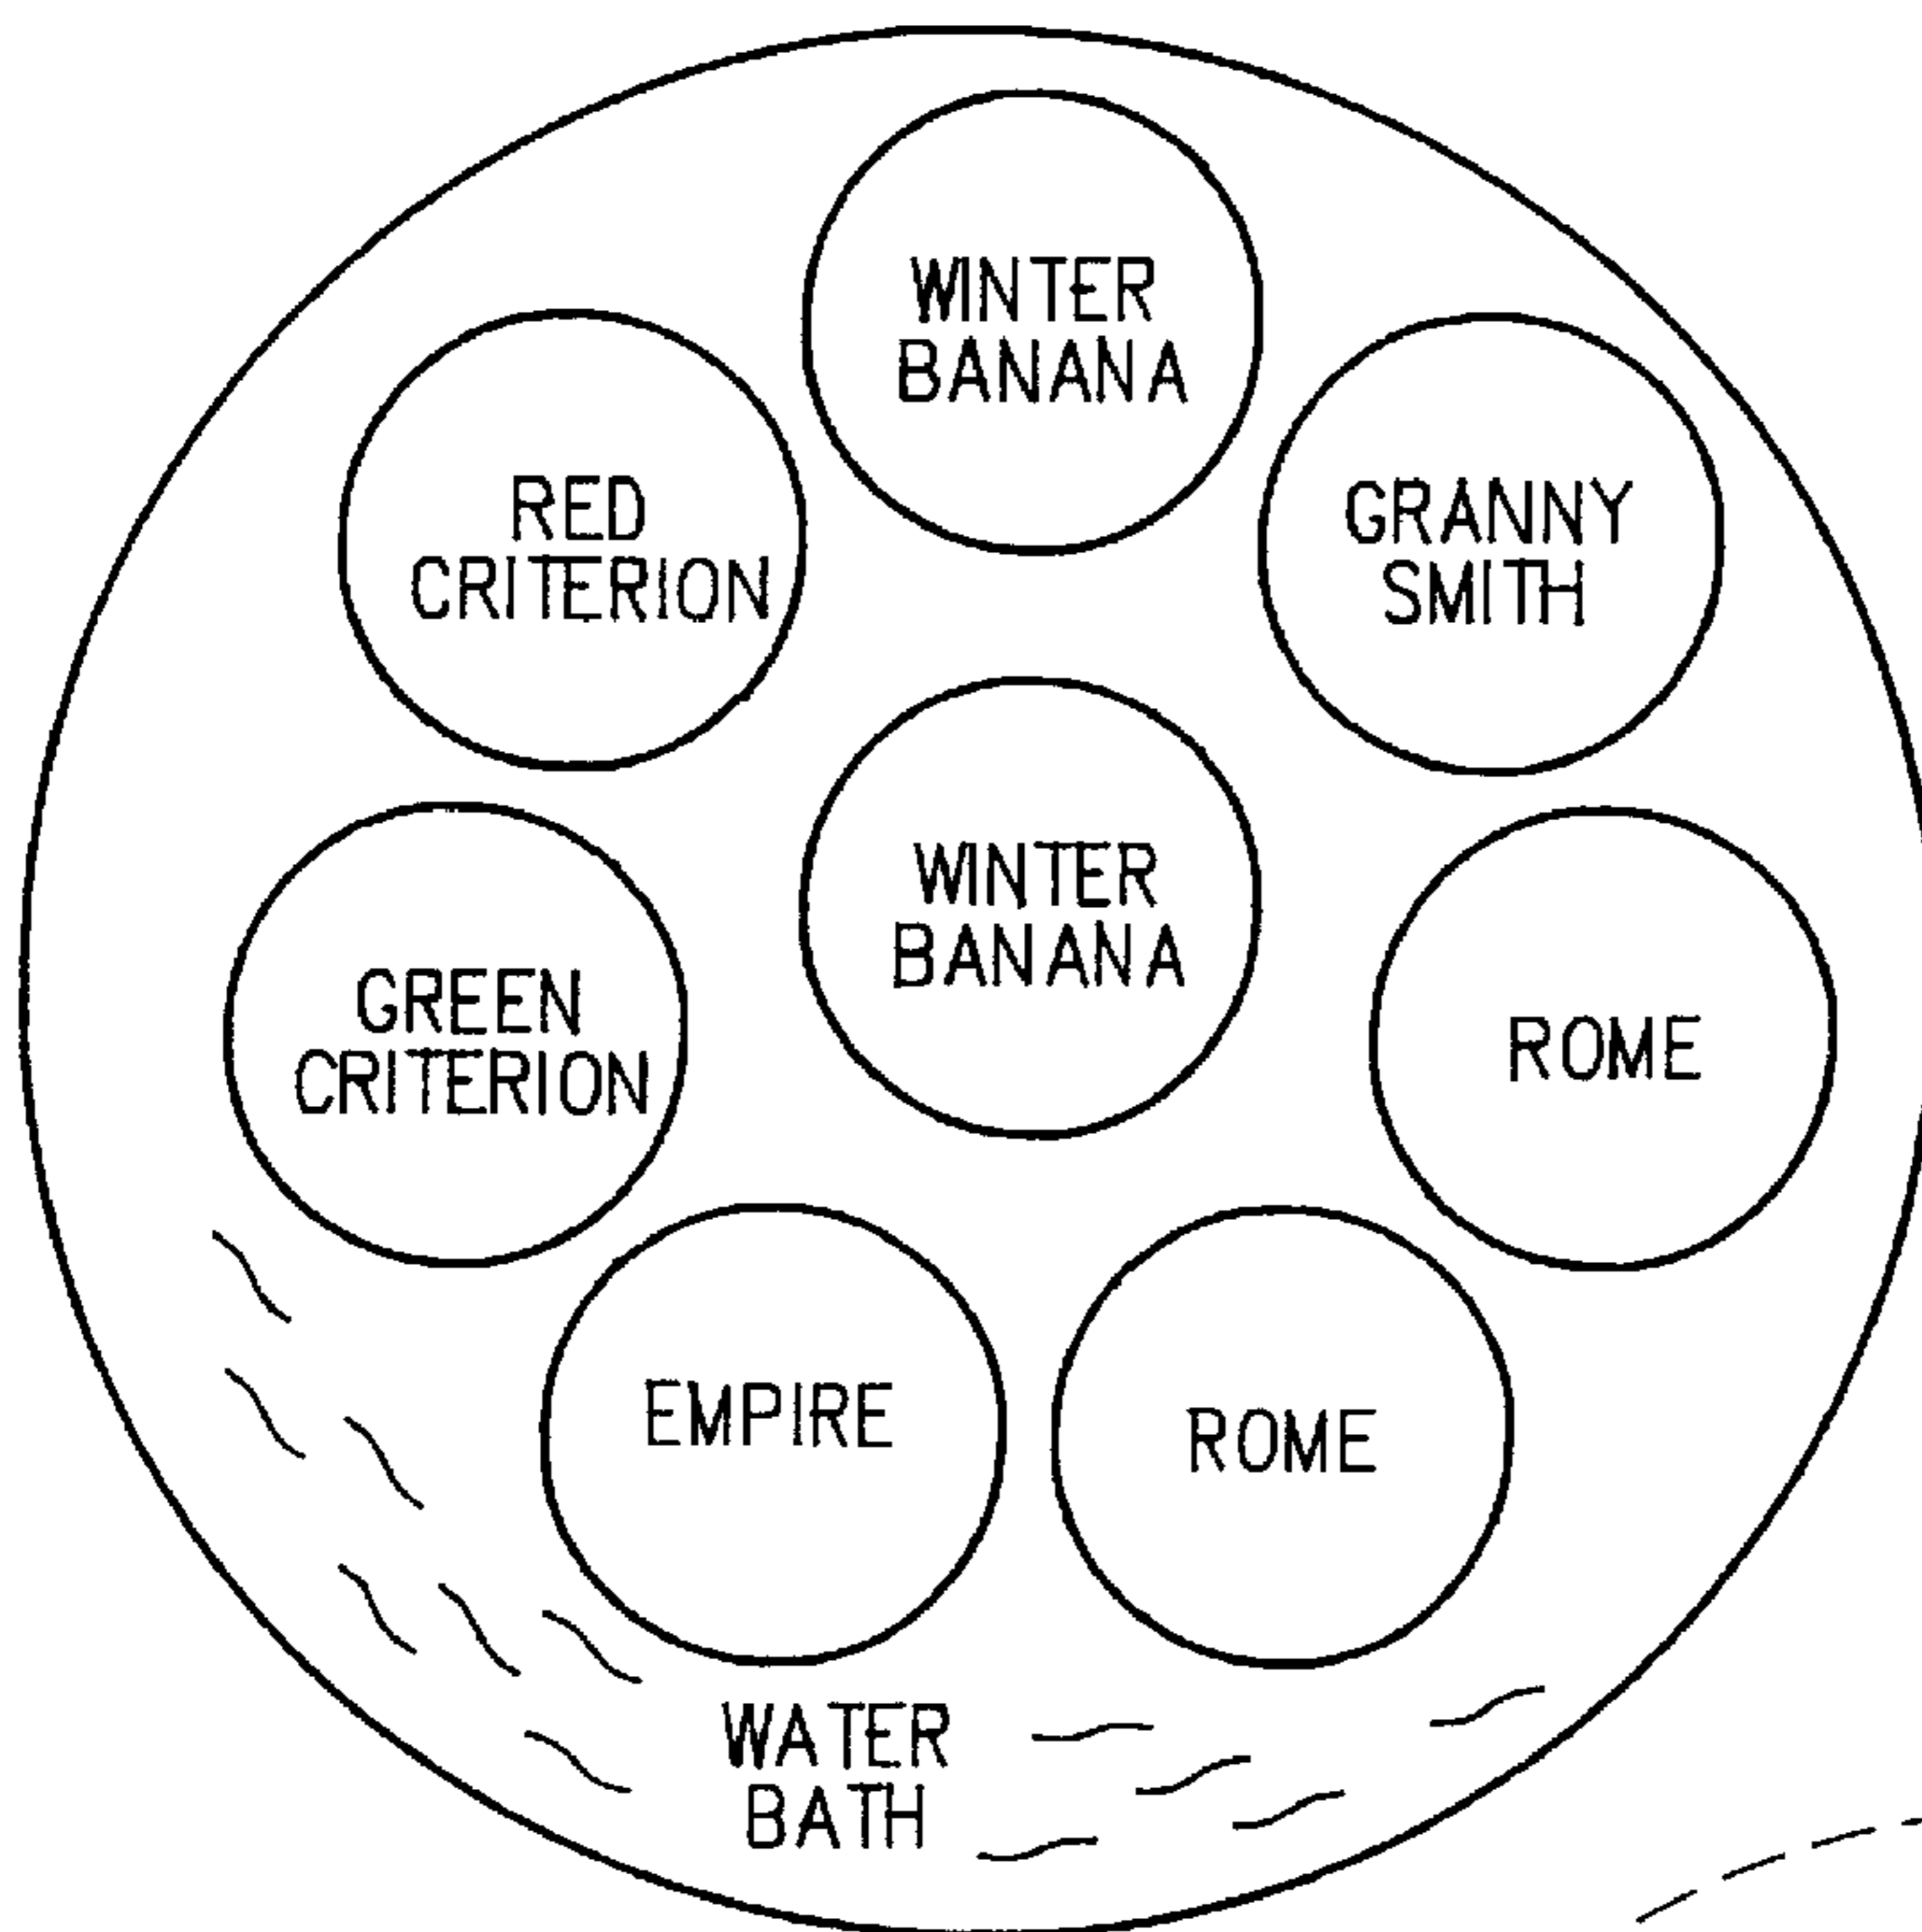 WINTER
BANANA
RED
CRITERION
GRANNY
SMITH
WINTER
BANANA
GREEN
CRITERION
ROME
EMPIRE
ROME
WATER
BATH